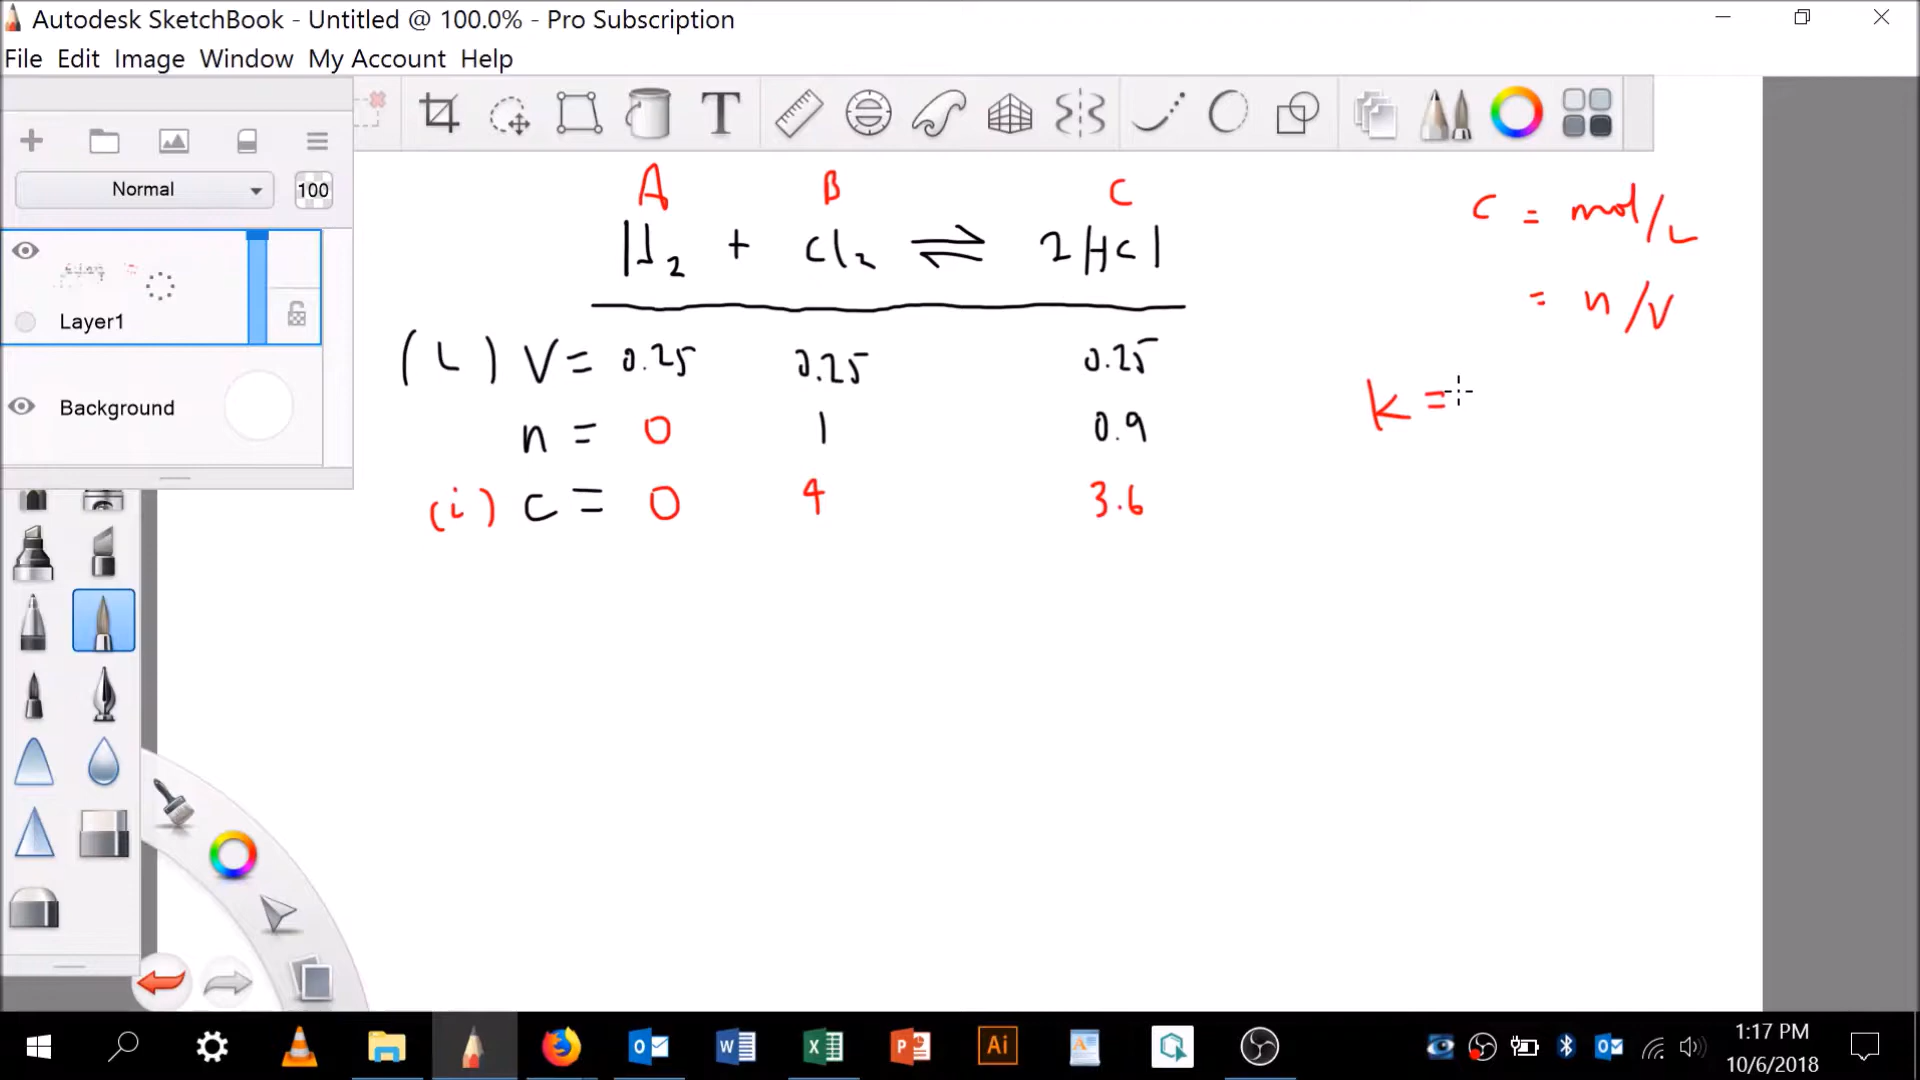 Autodesk SketchBook - Untitled @ 100.0% - Pro Subscription
File Edit Image Window My Account Help
T
Normal 100
Layer1
Background
A B C
H2 + Cl2 ⇌ 2HCl
(L) V = 0.25 0.25 0.25
n = 0 1 0.9
(i) C = 0 4 3.6
C = mol/L
= n/V
K =
Ai
1:17 PM
10/6/2018